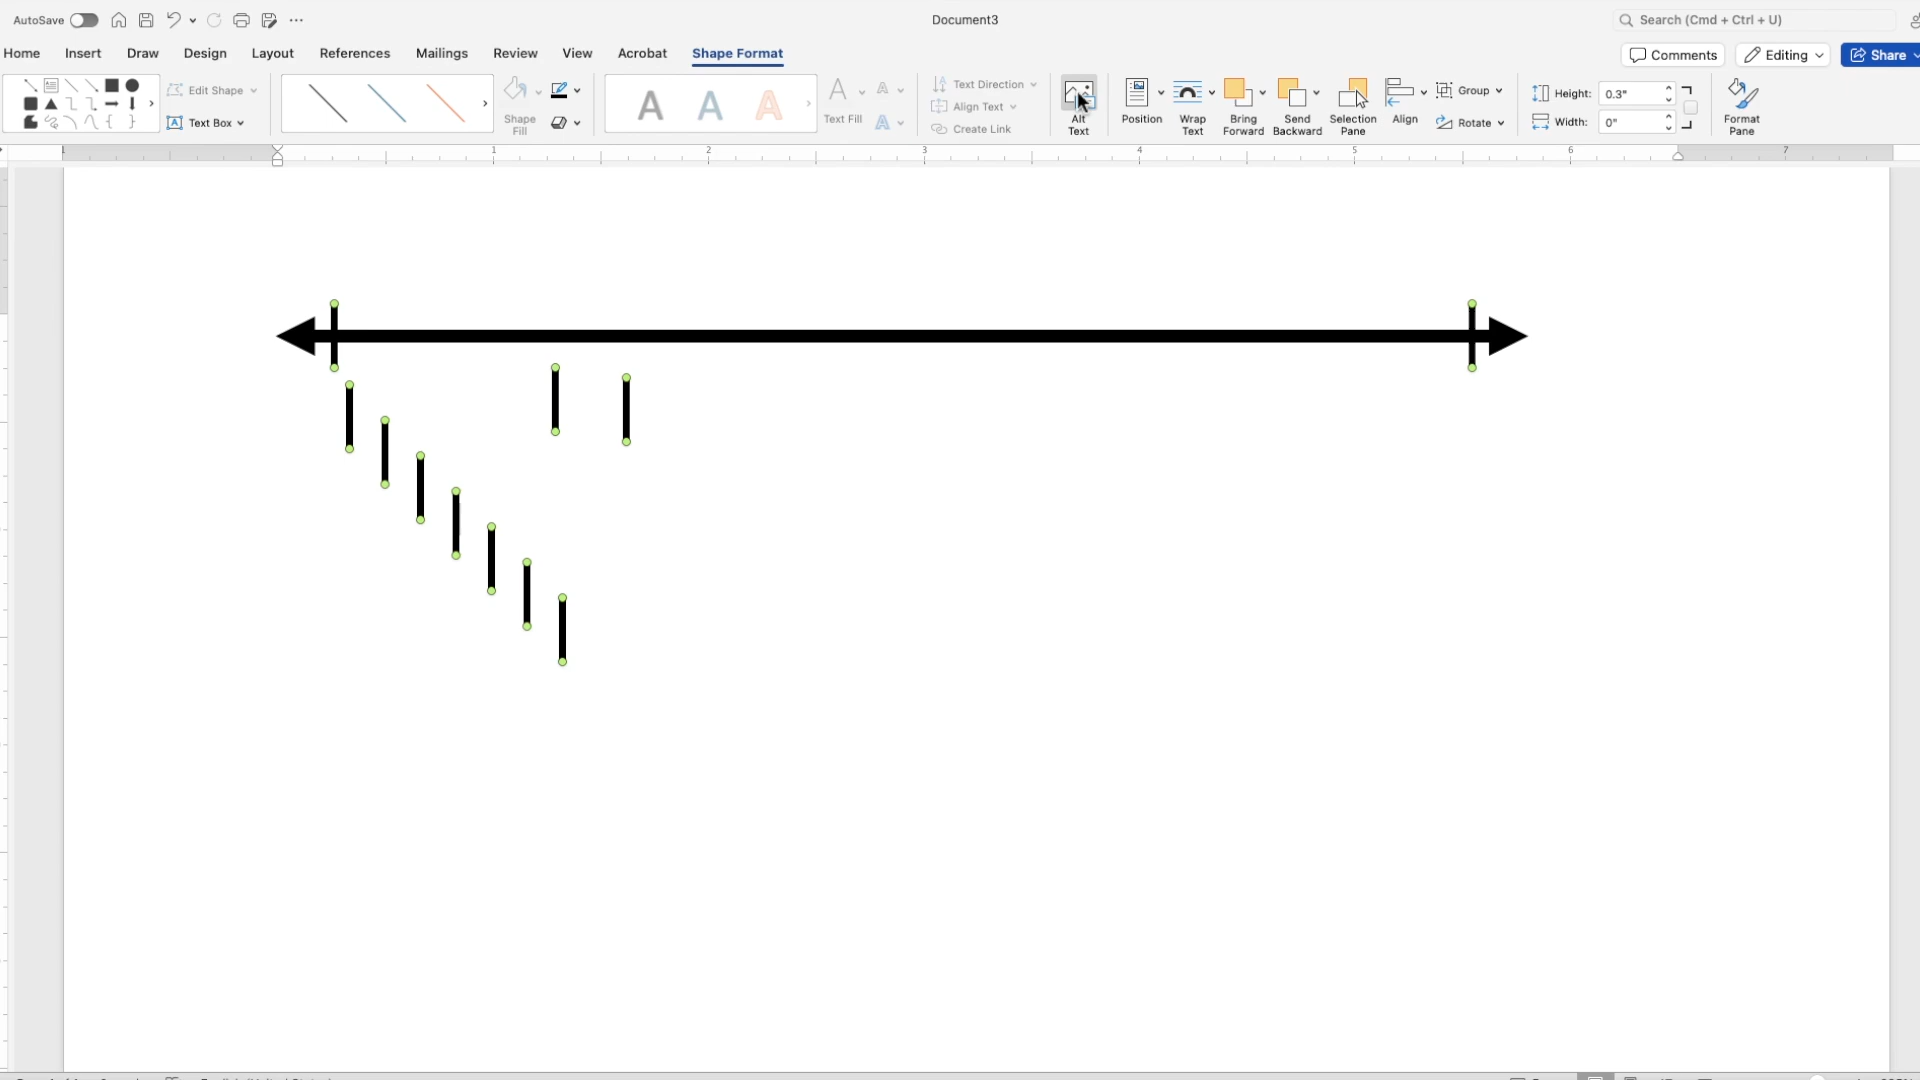 AutoSave
Document3
Search (Cmd + Ctrl + U)
Home Insert Draw Design Layout References Mailings Review View Acrobat Shape Format
Comments Editing Share
Edit Shape
Text Box
Shape Fill
A A A
Text Fill
Text Direction
Align Text
Create Link
Alt Text
Position
Wrap Text
Bring Forward
Send Backward
Selection Pane
Align
Group
Rotate
Height: 0.3"
Width: 0"
Format Pane
1 1 2 3 4 5 6 7